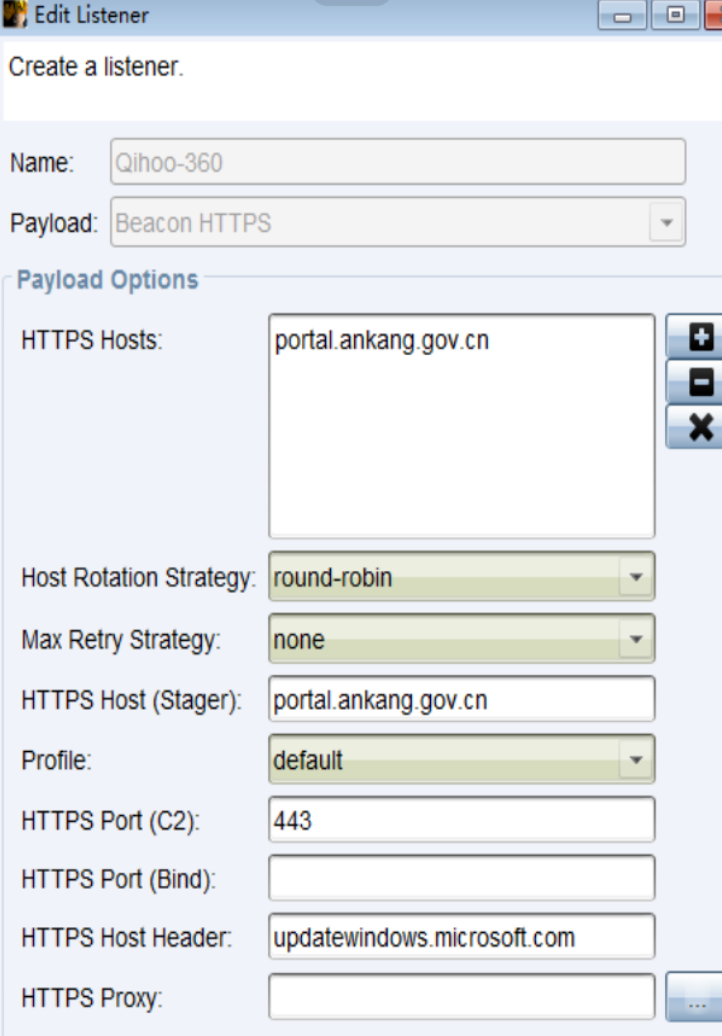 Edit Listener
Create a listener.
Name: Qihoo-360
Payload: Beacon HTTPS
Payload Options
HTTPS Hosts: portal.ankang.gov.cn
Host Rotation Strategy: round-robin
Max Retry Strategy: none
HTTPS Host (Stager): portal.ankang.gov.cn
Profile: default
HTTPS Port (C2): 443
HTTPS Port (Bind):
HTTPS Host Header: updatewindows.microsoft.com
HTTPS Proxy: ...